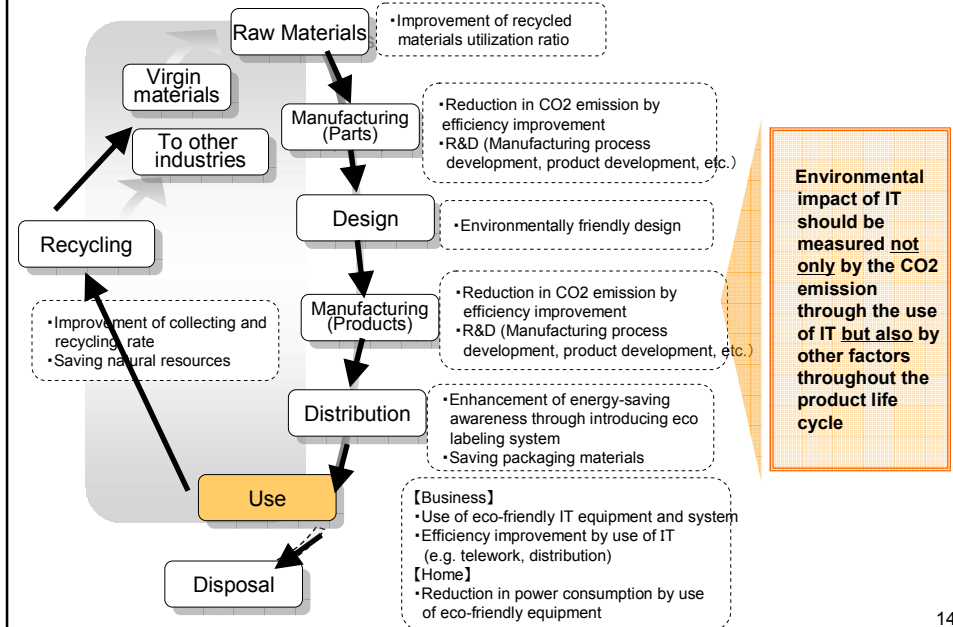 Raw Materials
・Improvement of recycled
materials utilization ratio
Virgin
materials
To other
industries
Manufacturing
(Parts)
・Reduction in CO2 emission by
efficiency improvement
・R&D (Manufacturing process
development, product development, etc.)
Design
・Environmentally friendly design
Recycling
Manufacturing
(Products)
・Reduction in CO2 emission by
efficiency improvement
・R&D (Manufacturing process
development, product development, etc.)
・Improvement of collecting and
recycling rate
・Saving natural resources
Distribution
・Enhancement of energy-saving
awareness through introducing eco
labeling system
・Saving packaging materials
Use
【Business】
・Use of eco-friendly IT equipment and system
・Efficiency improvement by use of IT
(e.g. telework, distribution)
【Home】
・Reduction in power consumption by use
of eco-friendly equipment
Disposal
Environmental
impact of IT
should be
measured not
only by the CO2
emission
through the use
of IT but also by
other factors
throughout the
product life
cycle
14